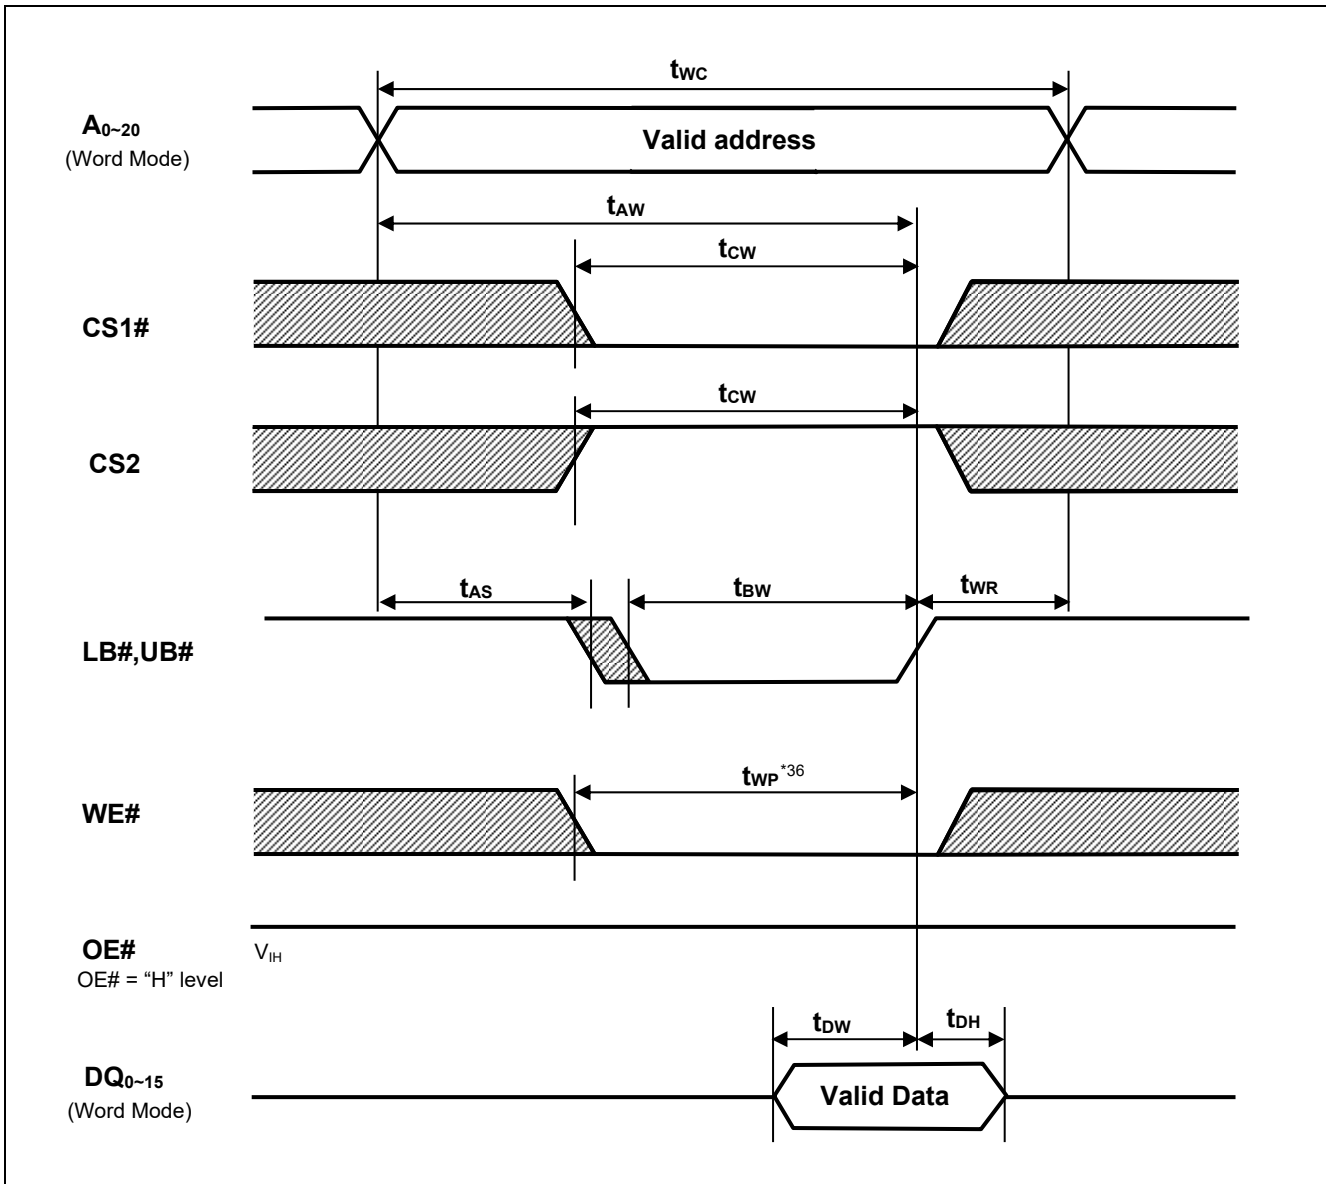 tWC
A0~20
(Word Mode)
Valid address
tAW
tCW
CS1#
tCW
CS2
tAS
tBW
tWR
LB#,UB#
tWP*36
WE#
OE#
VIH
OE# = “H” level
tDW
tDH
DQ0~15
(Word Mode)
Valid Data